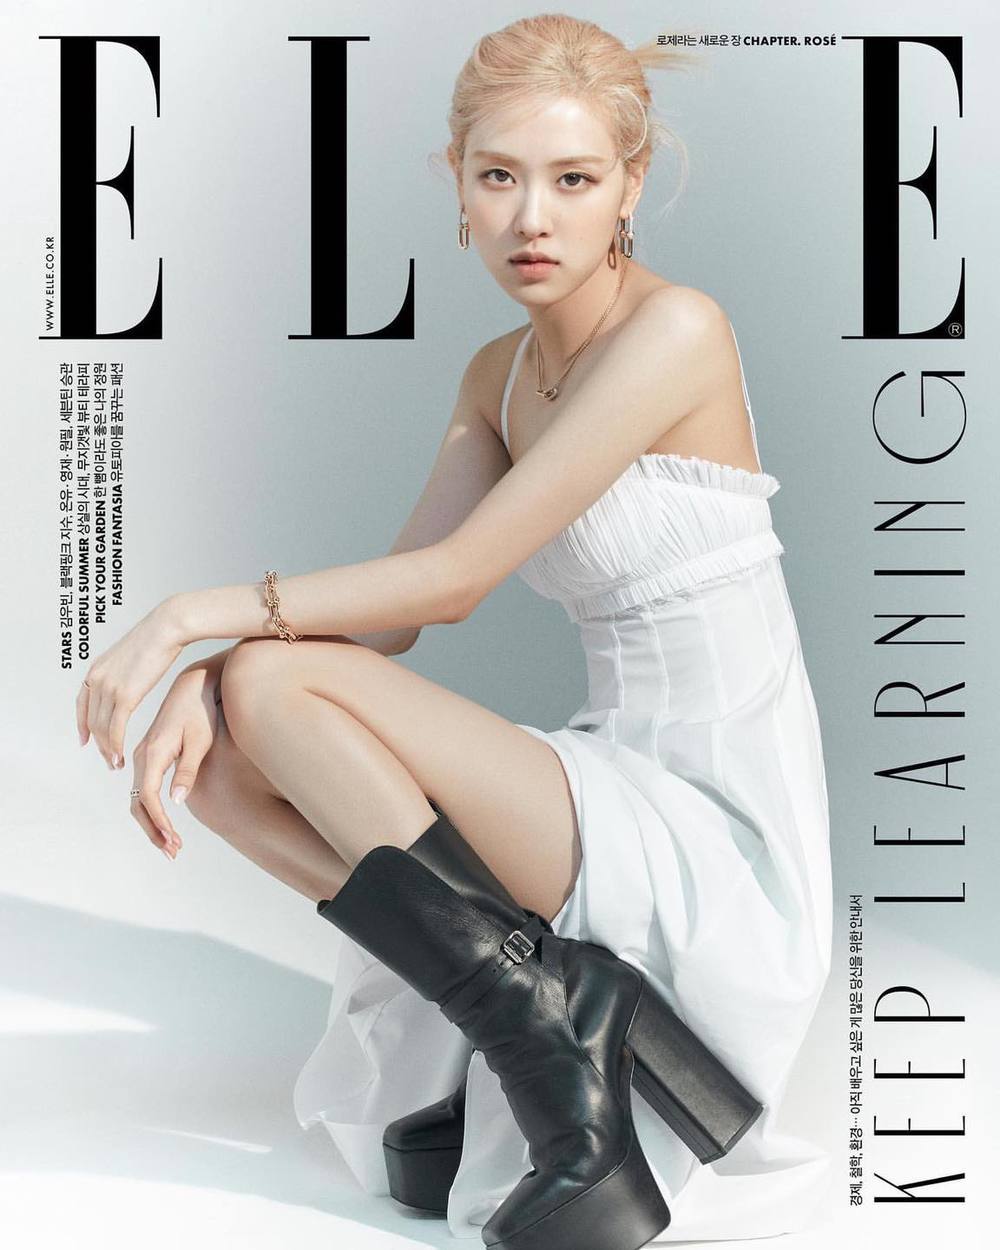 ELLE
로제라는 새로운 장 CHAPTER. ROSÉ
WWW.ELLE.CO.KR
®
STARS 김우빈, 블랙핑크 지수, 온유, 영재·원필, 세븐틴 승관
COLORFUL SUMMER 상실의 시대, 무지갯빛 뷰티 테라피
PICK YOUR GARDEN 한 뼘이라도 좋은 나의 정원
FASHION FANTASIA 유토피아를 꿈꾸는 패션
경제, 철학, 환경… 아직 배우고 싶은 게 많은 당신을 위한 안내서
KEEP LEARNING